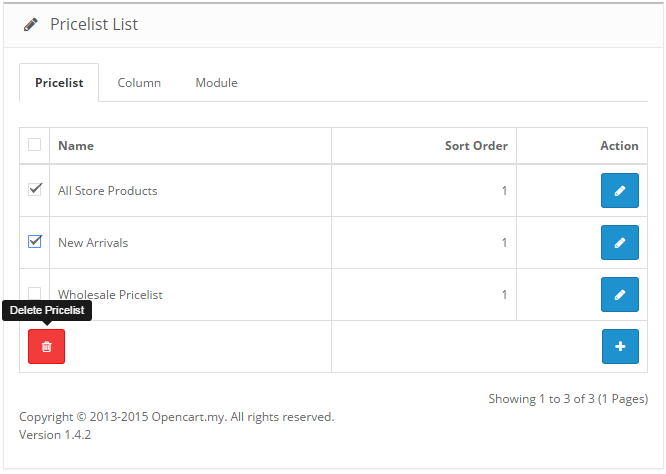 Pricelist List
Pricelist Column Module
Name Sort Order Action
All Store Products 1
New Arrivals 1
Wholesale Pricelist 1
Delete Pricelist
Showing 1 to 3 of 3 (1 Pages)
Copyright © 2013-2015 Opencart.my. All rights reserved.
Version 1.4.2